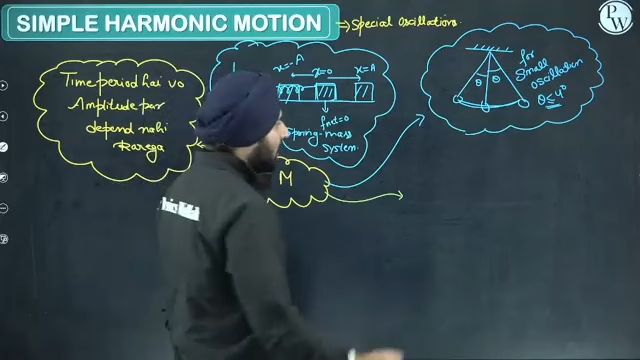 SIMPLE HARMONIC MOTION
⇒ Special Oscillations.
Time period hai vo
Amplitude par
depend nahi
karega
x=-A
x=0
x=A
fnet=0
Spring-mass
System.
M
θ
θ
for
Small
oscillation
θ ≤ 4°
P
W